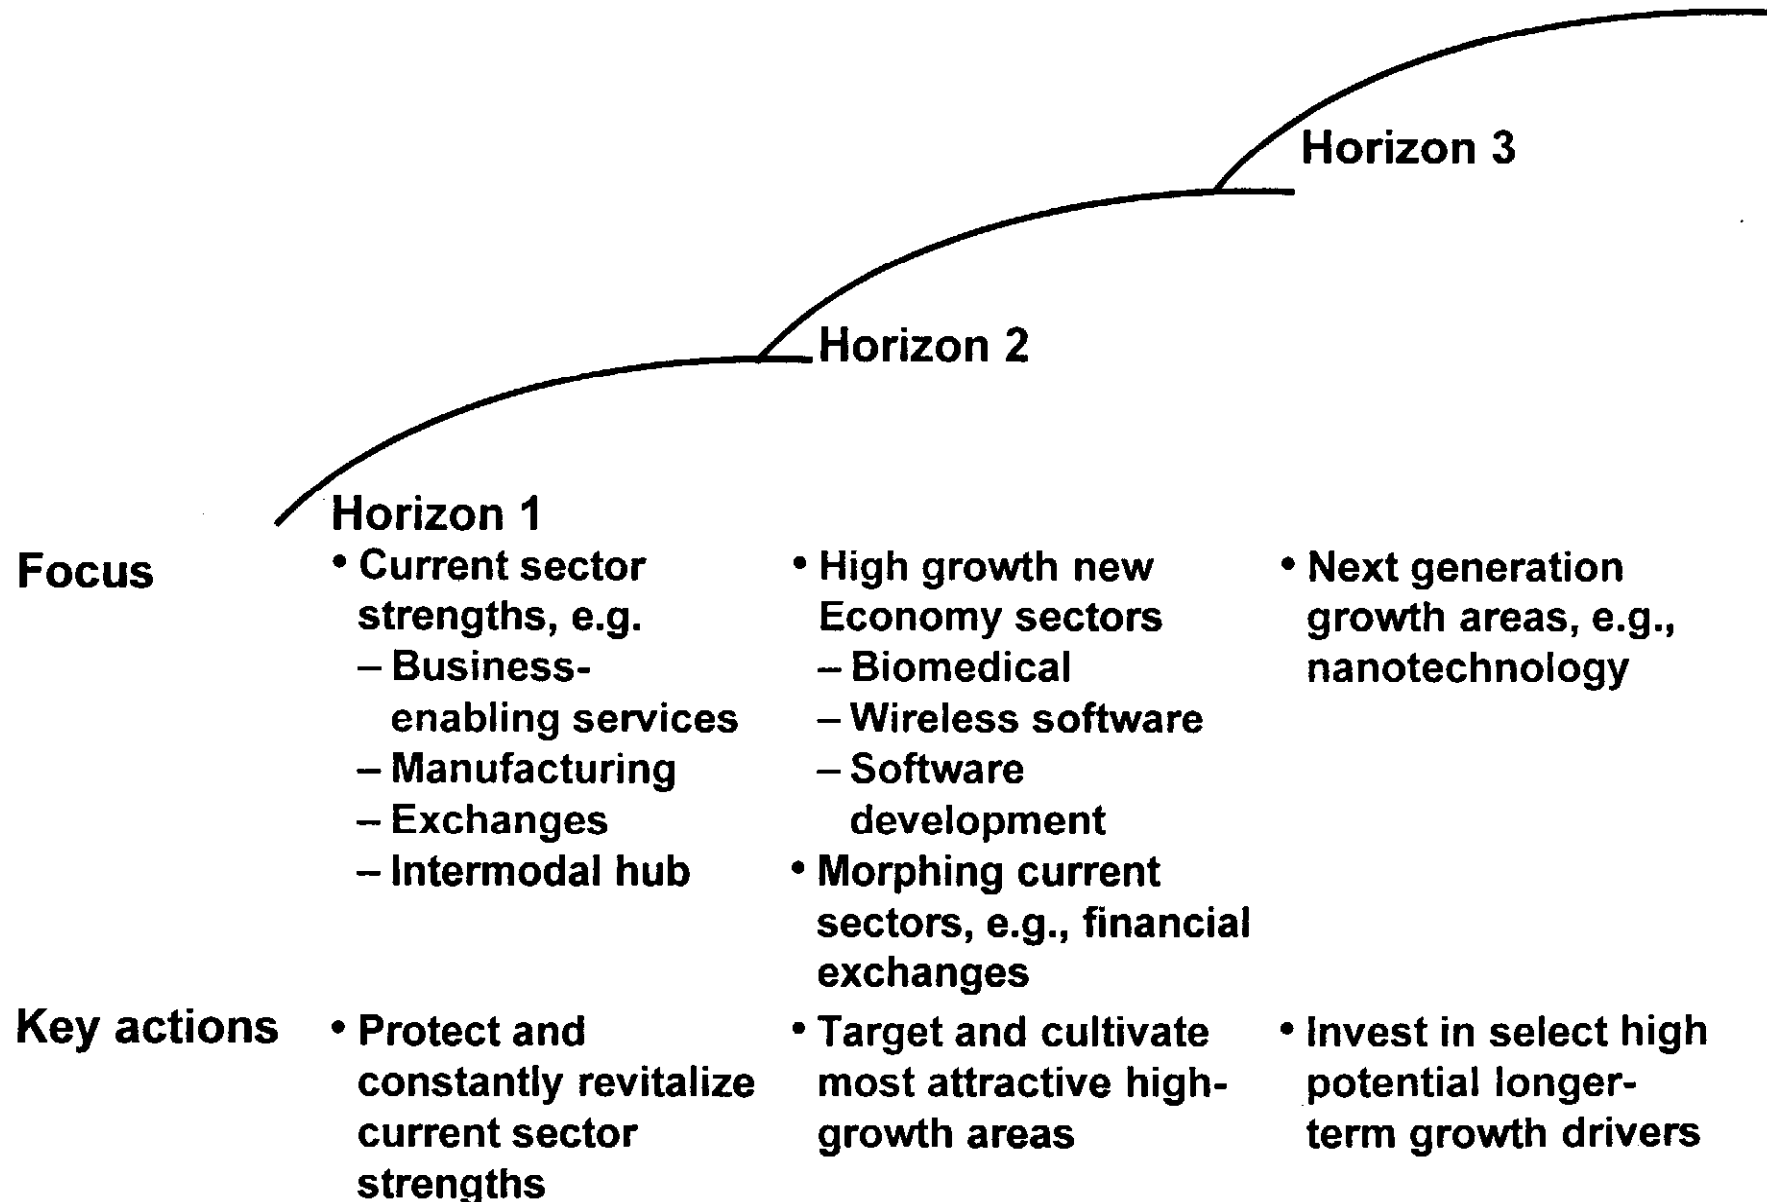 Horizon 3
Horizon 2
Horizon 1
Focus
• Current sector
strengths, e.g.
– Business-
enabling services
– Manufacturing
– Exchanges
– Intermodal hub
• High growth new
Economy sectors
– Biomedical
– Wireless software
– Software
development
• Morphing current
sectors, e.g., financial
exchanges
• Next generation
growth areas, e.g.,
nanotechnology
Key actions
• Protect and
constantly revitalize
current sector
strengths
• Target and cultivate
most attractive high-
growth areas
• Invest in select high
potential longer-
term growth drivers